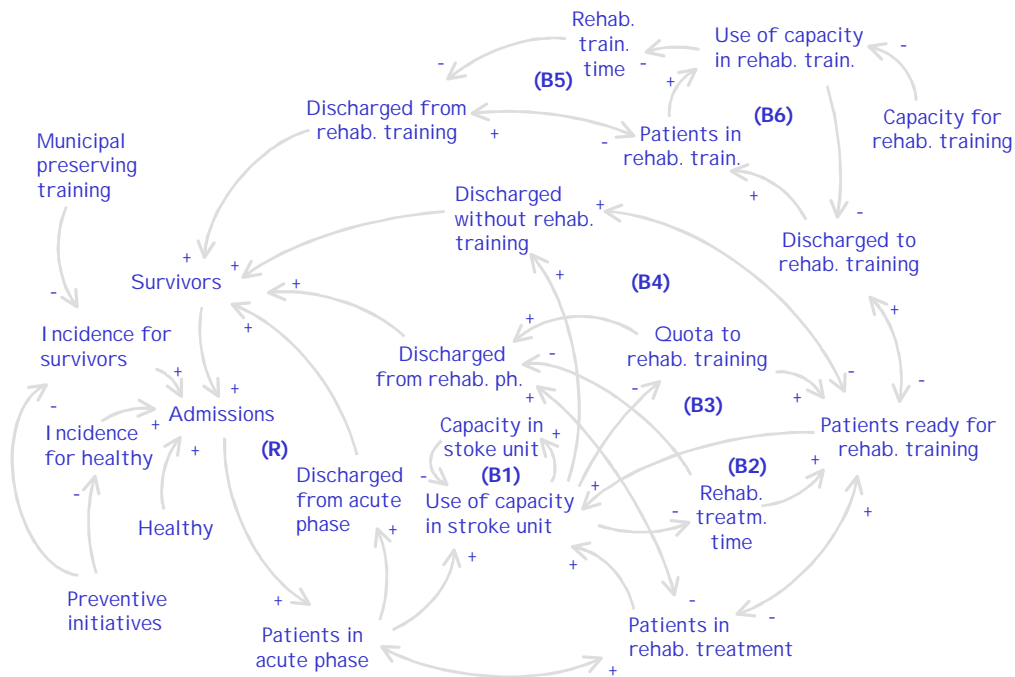 Rehab.
train.
time
Use of capacity
in rehab. train.
-
-
-
+
(B5)
Discharged from
rehab. training
+
-
Patients in
rehab. train.
(B6)
Capacity for
rehab. training
Municipal
preserving
training
Discharged
without rehab.
training
+
+
-
Discharged to
rehab. training
+
+
Survivors
+
+
(B4)
-
+
+
Incidence for
survivors
+
Discharged
from rehab. ph.
-
Quota to
rehab. training
+
+
-
-
+
-
-
Admissions
+
(B3)
+
Incidence
for healthy
+
(R)
Capacity in
stoke unit
+
Patients ready for
rehab. training
Discharged
from acute
phase
-
(B1)
Use of capacity
in stroke unit
+
(B2)
Rehab.
treatm.
time
-
+
+
-
Healthy
+
+
+
Preventive
initiatives
+
Patients in
acute phase
-
-
Patients in
rehab. treatment
+